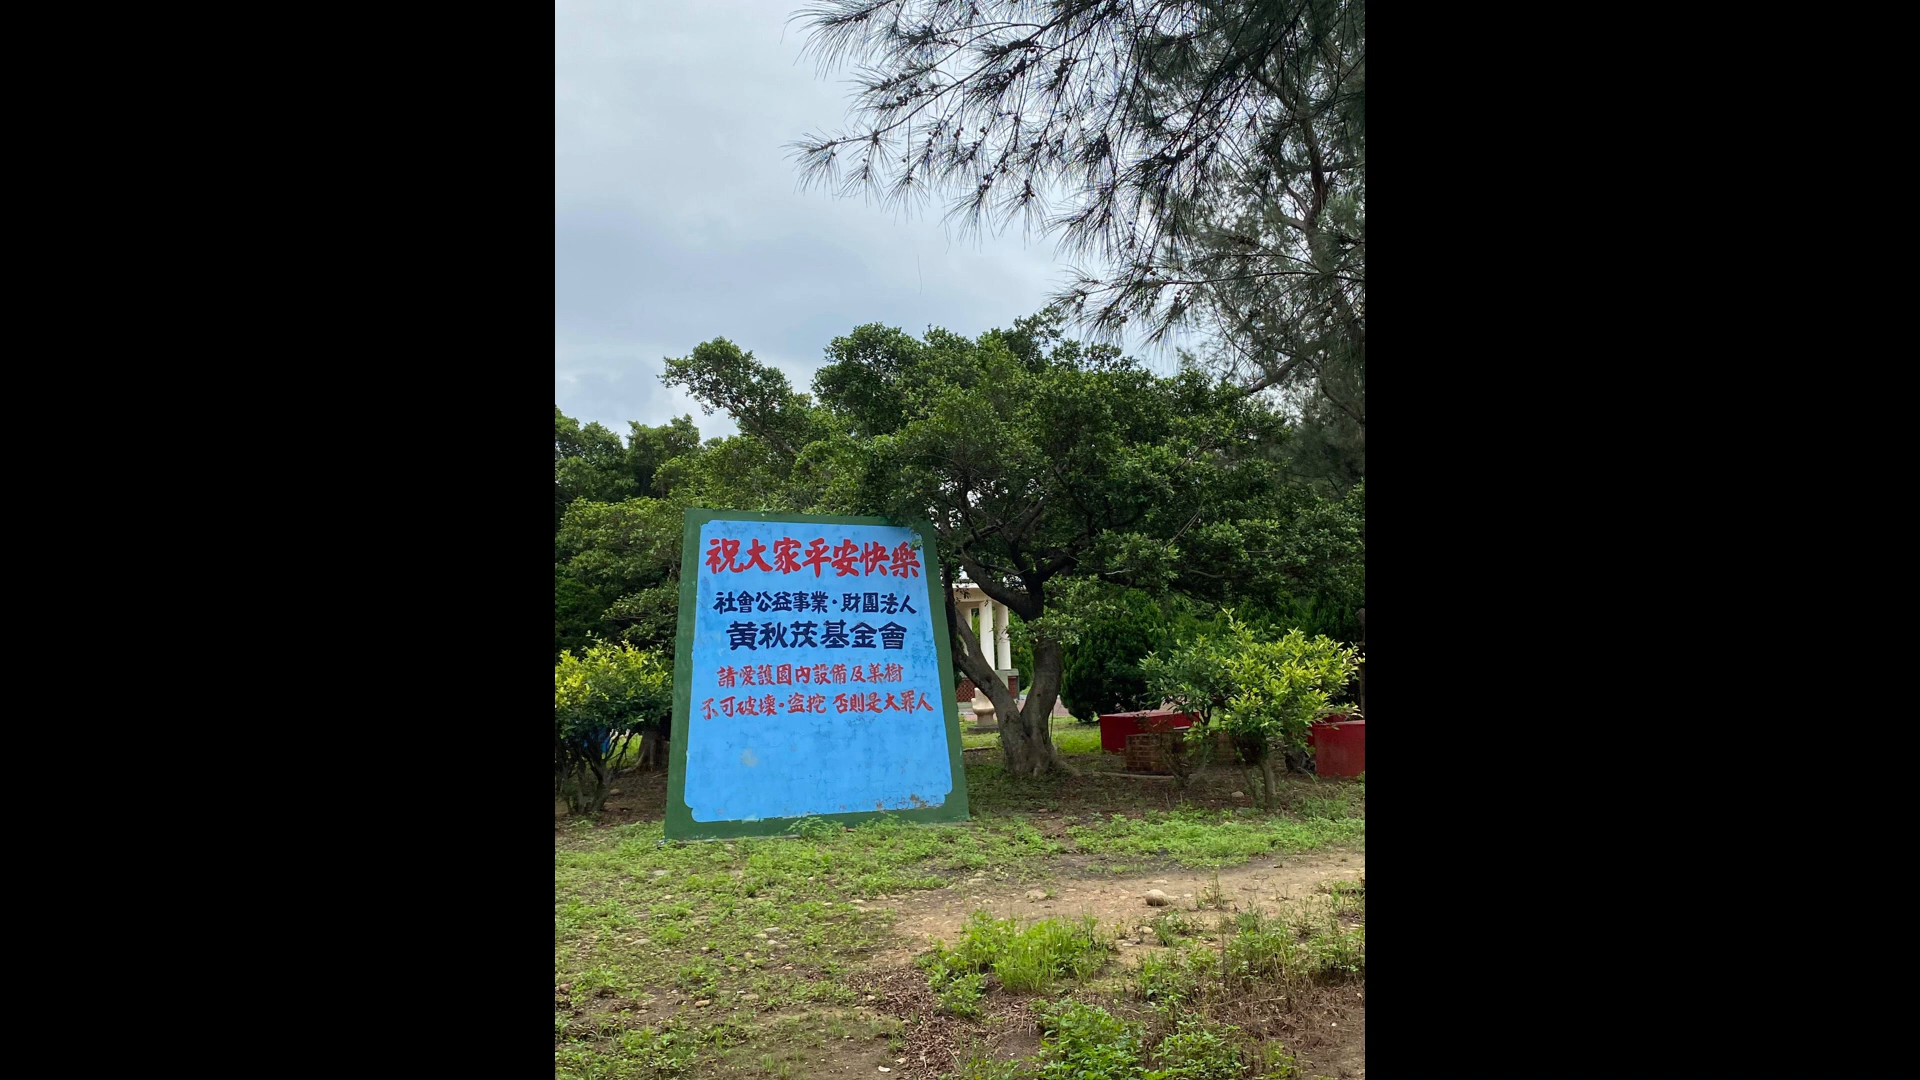 祝大家平安快樂
社會公益事業·財團法人
黃秋茂基金會
請愛護園内設備及菓樹
不可破壞·盗挖 否則是大罪人